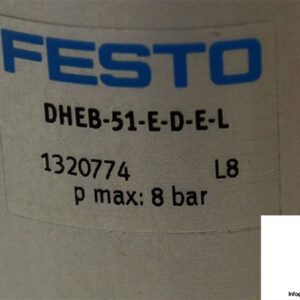 FESTO
DHEB-51-E-D-E-L
1320774 L8
p max: 8 bar